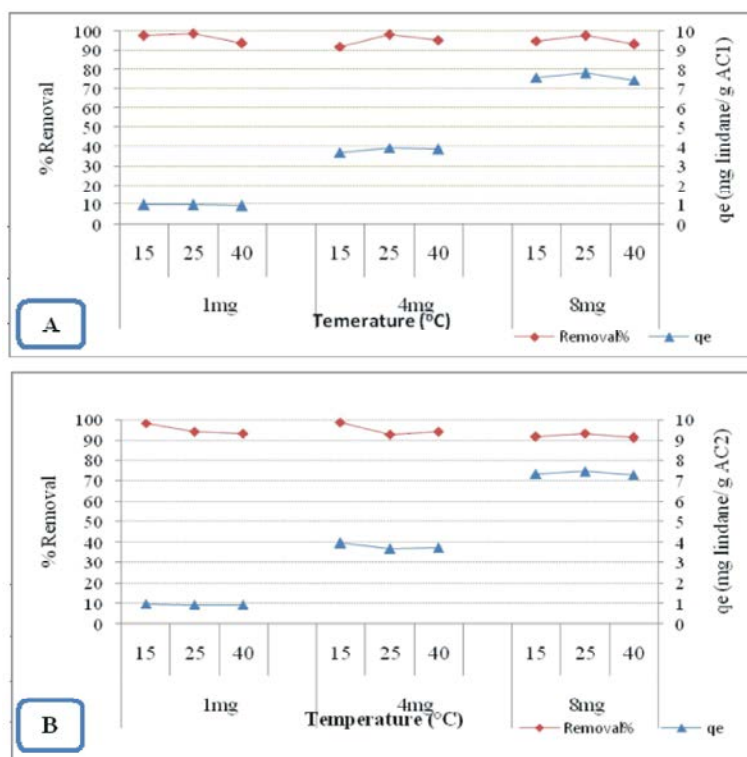 100 10
90 9
80 8
70 7
60 6
50 5
40 4
30 3
20 2
10 1
0 0
%Removal
qe (mg lindane/g AC1)
15 25 40 15 25 40 15 25 40
1mg 4mg 8mg
Temerature (°C)
A
Removal% qe
100 10
90 9
80 8
70 7
60 6
50 5
40 4
30 3
20 2
10 1
0 0
%Removal
qe (mg lindane/g AC2)
15 25 40 15 25 40 15 25 40
1mg 4mg 8mg
Temperature (°C)
B
Removal% qe